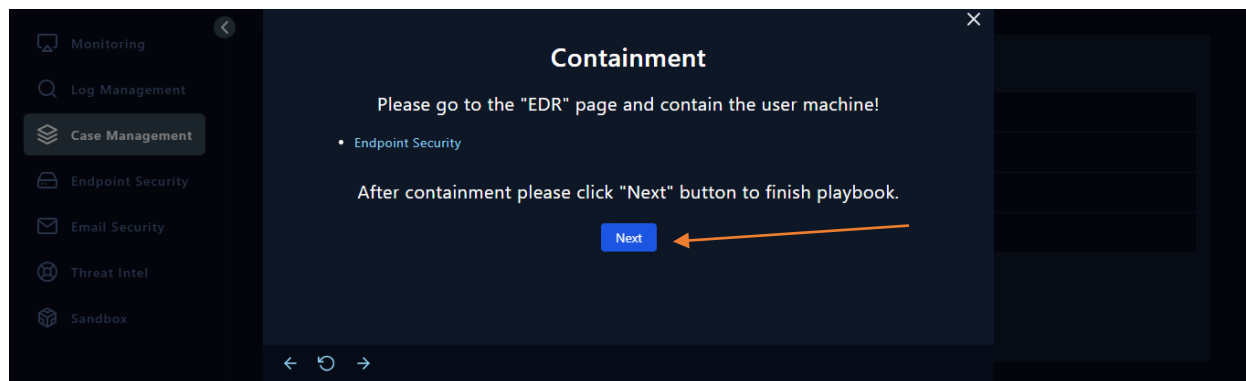 Monitoring
Log Management
Case Management
Endpoint Security
Email Security
Threat Intel
Sandbox
Containment
Please go to the "EDR" page and contain the user machine!
• Endpoint Security
After containment please click "Next" button to finish playbook.
Next